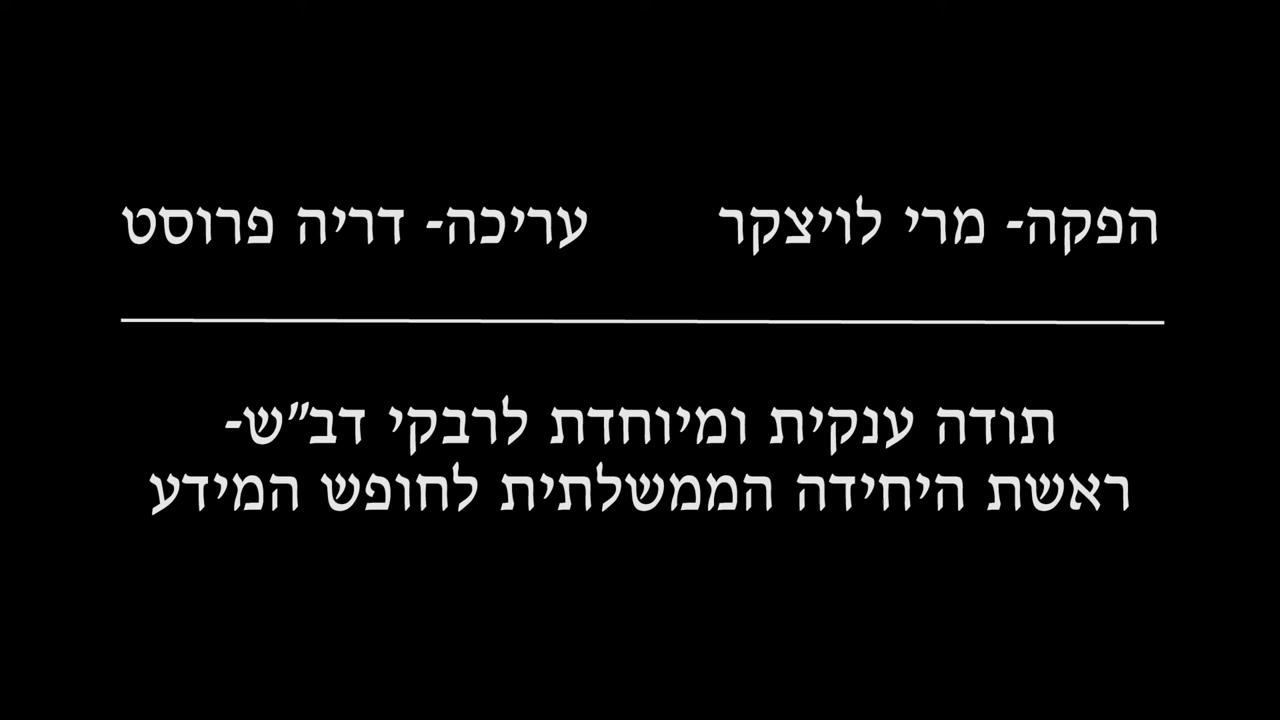 הפקה- מרי לויצקר עריכה- דריה פרוסט
תודה ענקית ומיוחדת לרבקי דב״ש-
ראשת היחידה הממשלתית לחופש המידע